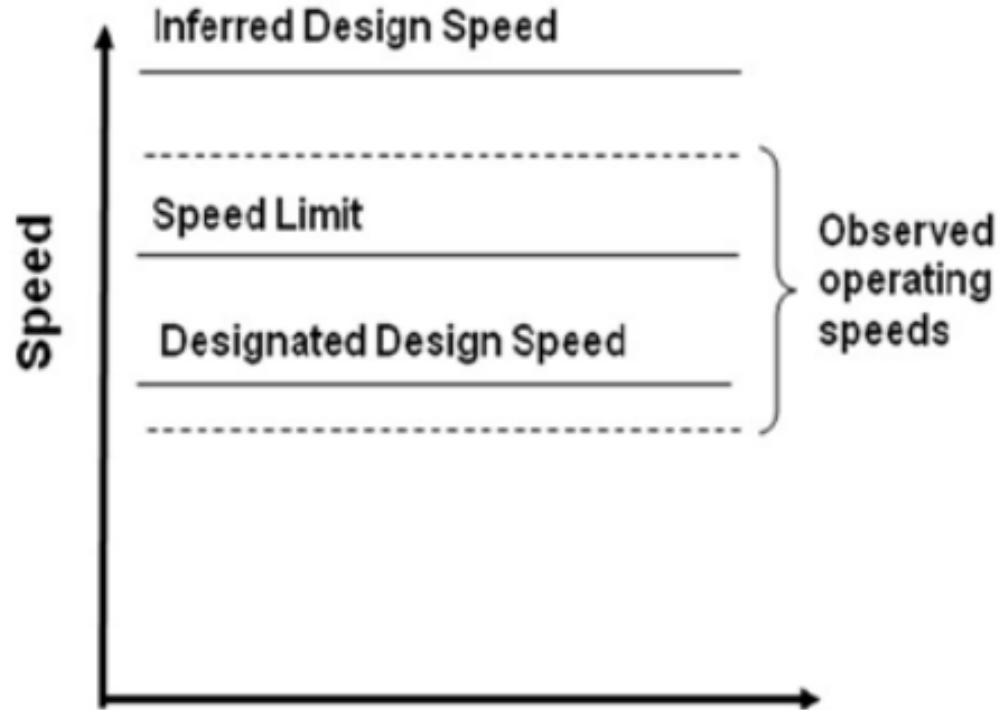 Inferred Design Speed
Speed Limit
Designated Design Speed
Observed
operating
speeds
Speed